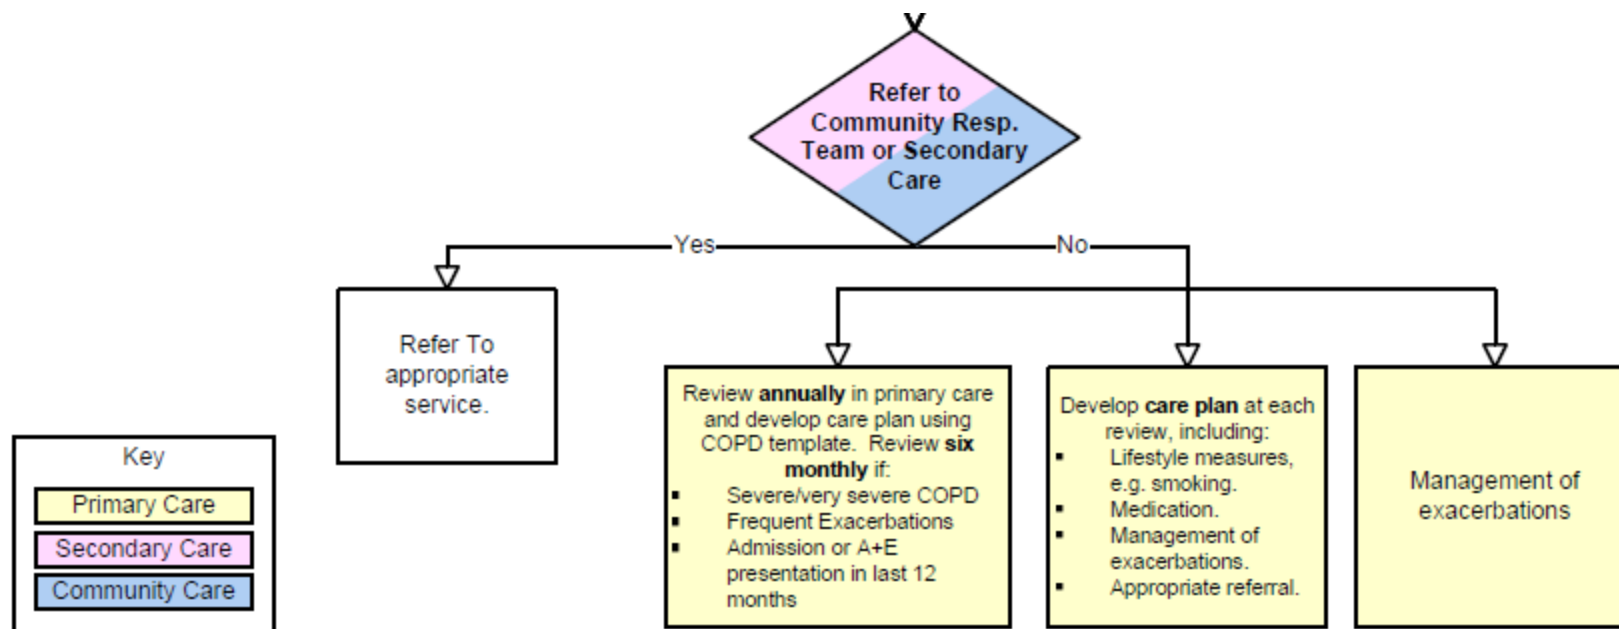 Refer to
Community Resp.
Team or Secondary
Care
Yes
No
Refer To
appropriate
service.
Review annually in primary care
and develop care plan using
COPD template. Review six
monthly if:
▪ Severe/very severe COPD
▪ Frequent Exacerbations
▪ Admission or A+E
presentation in last 12
months
Develop care plan at each
review, including:
▪ Lifestyle measures,
e.g. smoking.
▪ Medication.
▪ Management of
exacerbations.
▪ Appropriate referral.
Management of
exacerbations
Key
Primary Care
Secondary Care
Community Care